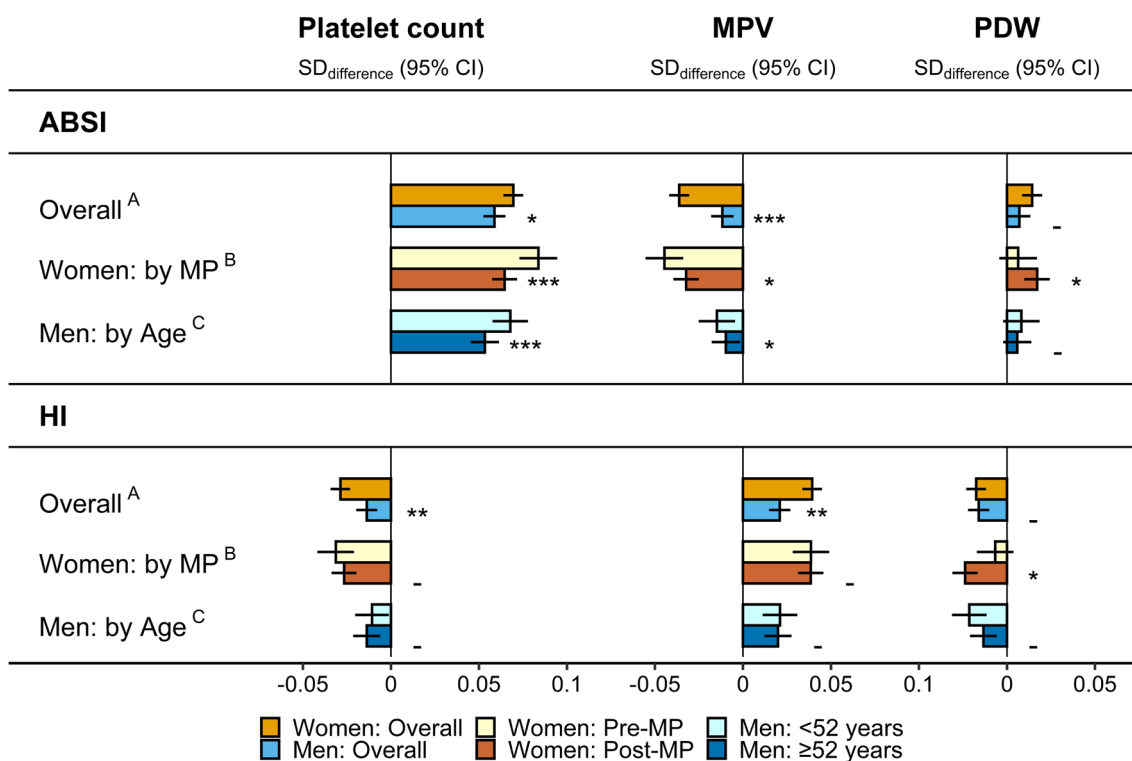 Platelet count MPV PDW
SDdifference (95% CI) SDdifference (95% CI) SDdifference (95% CI)
ABSI
Overall A
* *** -
Women: by MP B
*** * *
Men: by Age C
*** * -
HI
Overall A
** ** -
Women: by MP B
- - *
Men: by Age C
- - -
-0.05 0 0.05 0.1 -0.05 0 0.05 0.10 0 0.05
Women: Overall Women: Pre-MP Men: <52 years
Men: Overall Women: Post-MP Men: ≥52 years